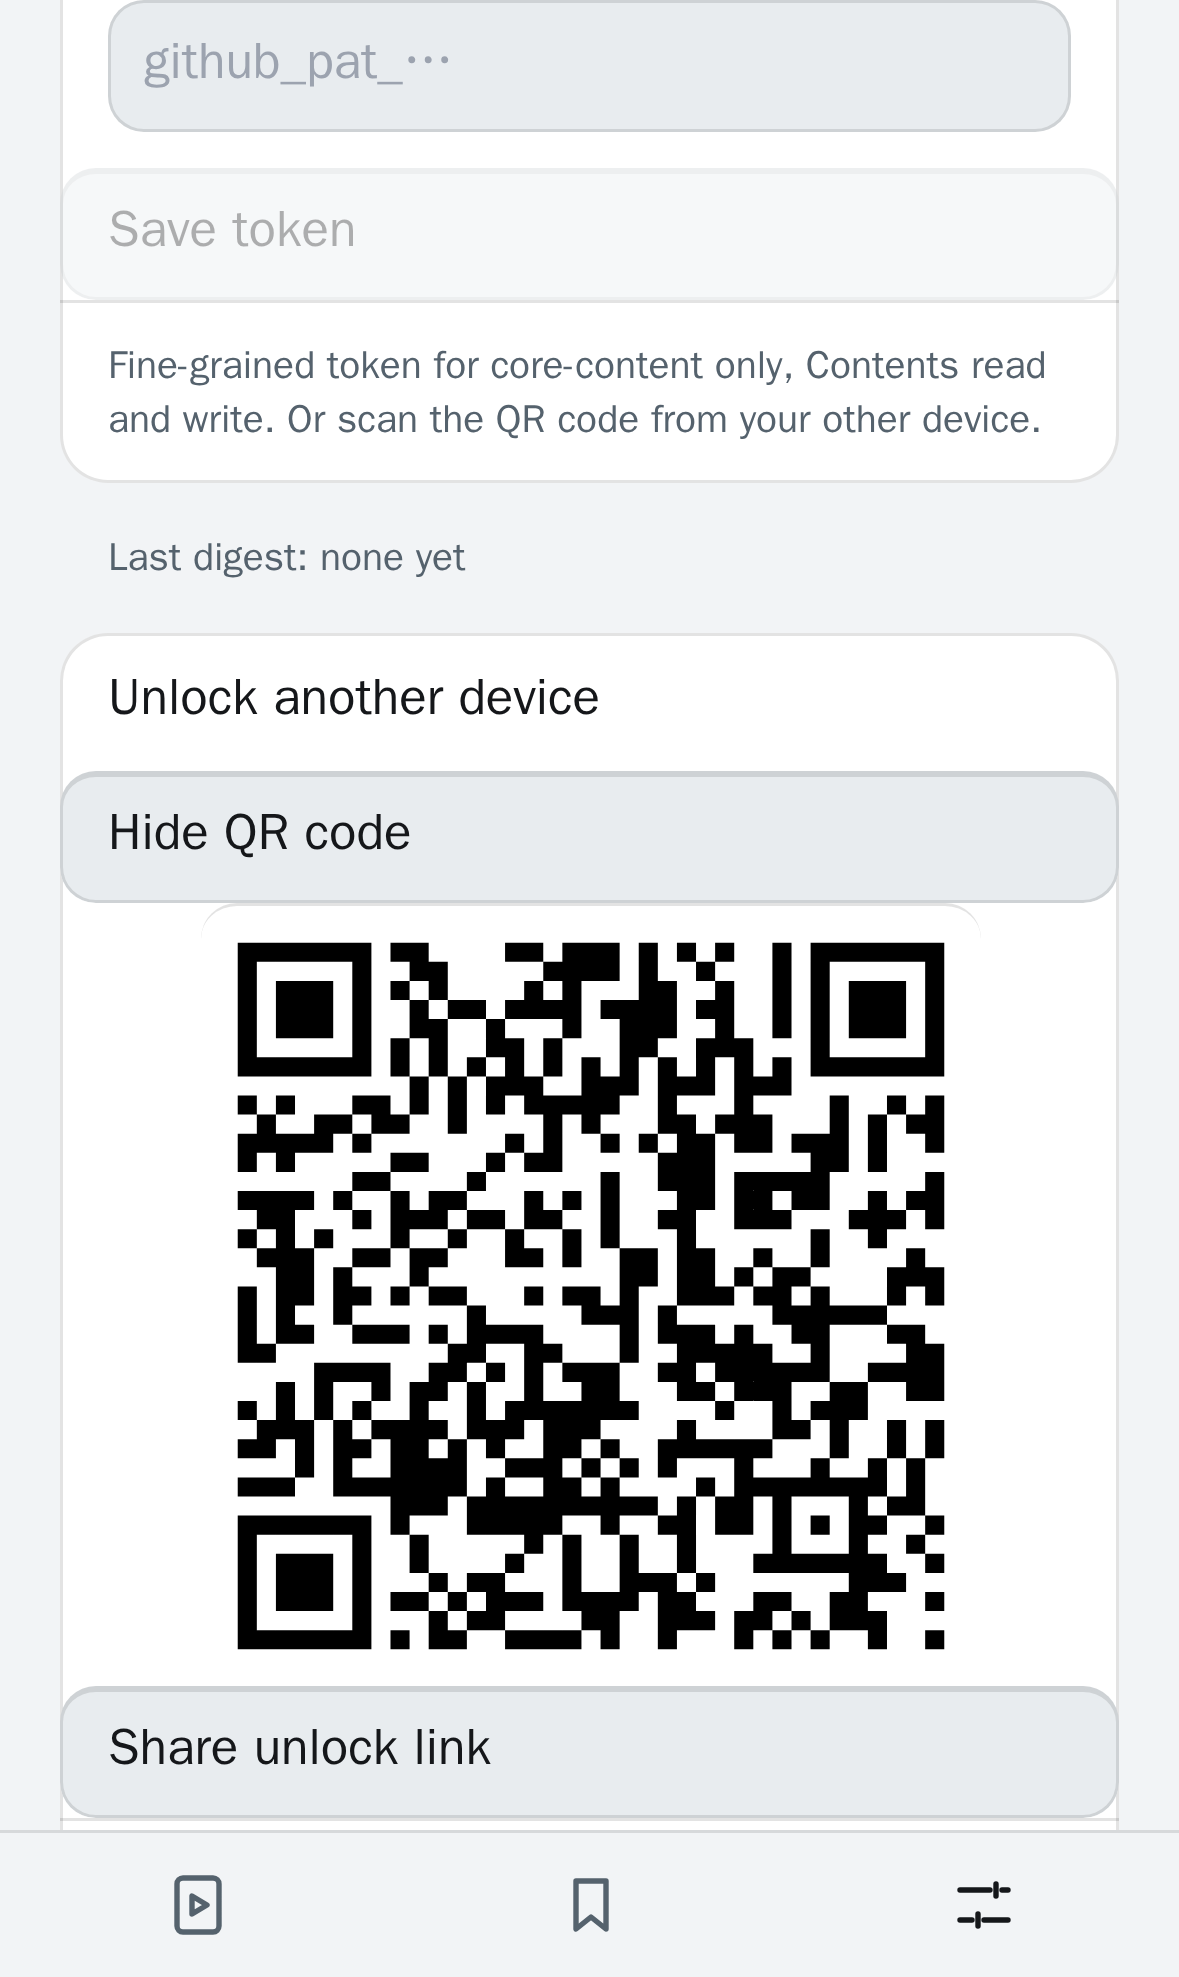 github_pat_···
Save token
Fine-grained token for core-content only, Contents read
and write. Or scan the QR code from your other device.
Last digest: none yet
Unlock another device
Hide QR code
Share unlock link